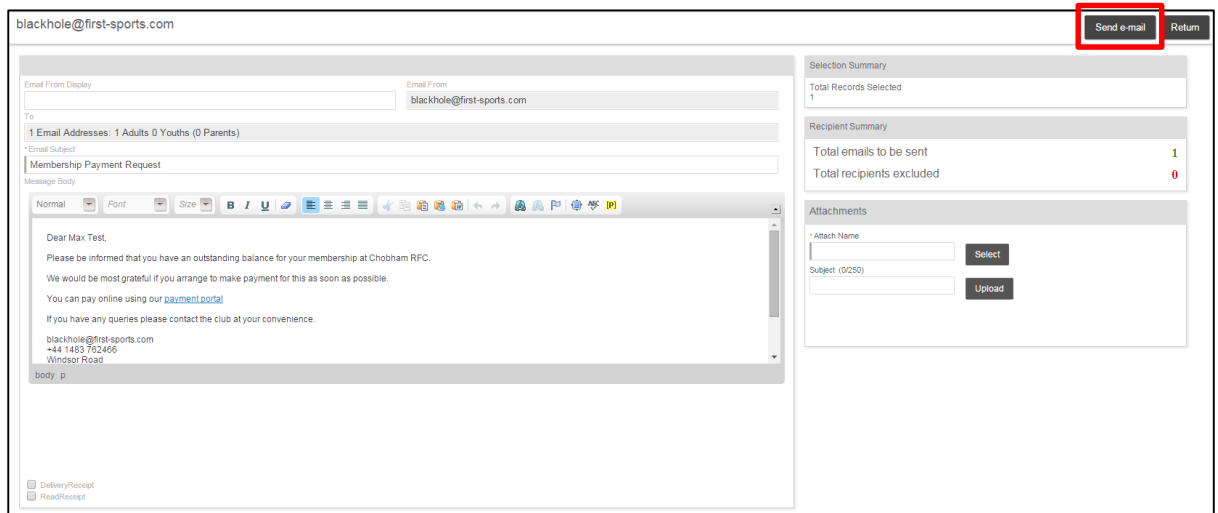 blackhole@first-sports.com
Send e-mail
Return
Email From Display
Email From
blackhole@first-sports.com
To
1 Email Addresses: 1 Adults 0 Youths (0 Parents)
* Email Subject
Membership Payment Request
Message Body
Normal Font Size B I U ABC [P]
Dear Max Test,
Please be informed that you have an outstanding balance for your membership at Chobham RFC.
We would be most grateful if you arrange to make payment for this as soon as possible.
You can pay online using our payment portal
If you have any queries please contact the club at your convenience.
blackhole@first-sports.com
+44 1483 762466
Windsor Road
body p
DeliveryReceipt
ReadReceipt
Selection Summary
Total Records Selected
1
Recipient Summary
Total emails to be sent 1
Total recipients excluded 0
Attachments
* Attach Name
Select
Subject (0/250)
Upload